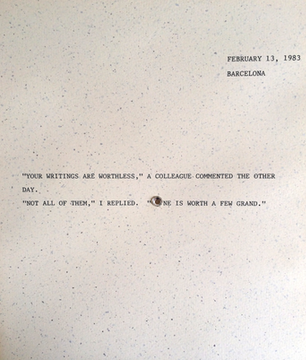 FEBRUARY 13, 1983
BARCELONA
"YOUR WRITINGS ARE WORTHLESS," A COLLEAGUE COMMENTED THE OTHER
DAY.
"NOT ALL OF THEM," I REPLIED. "ONE IS WORTH A FEW GRAND."